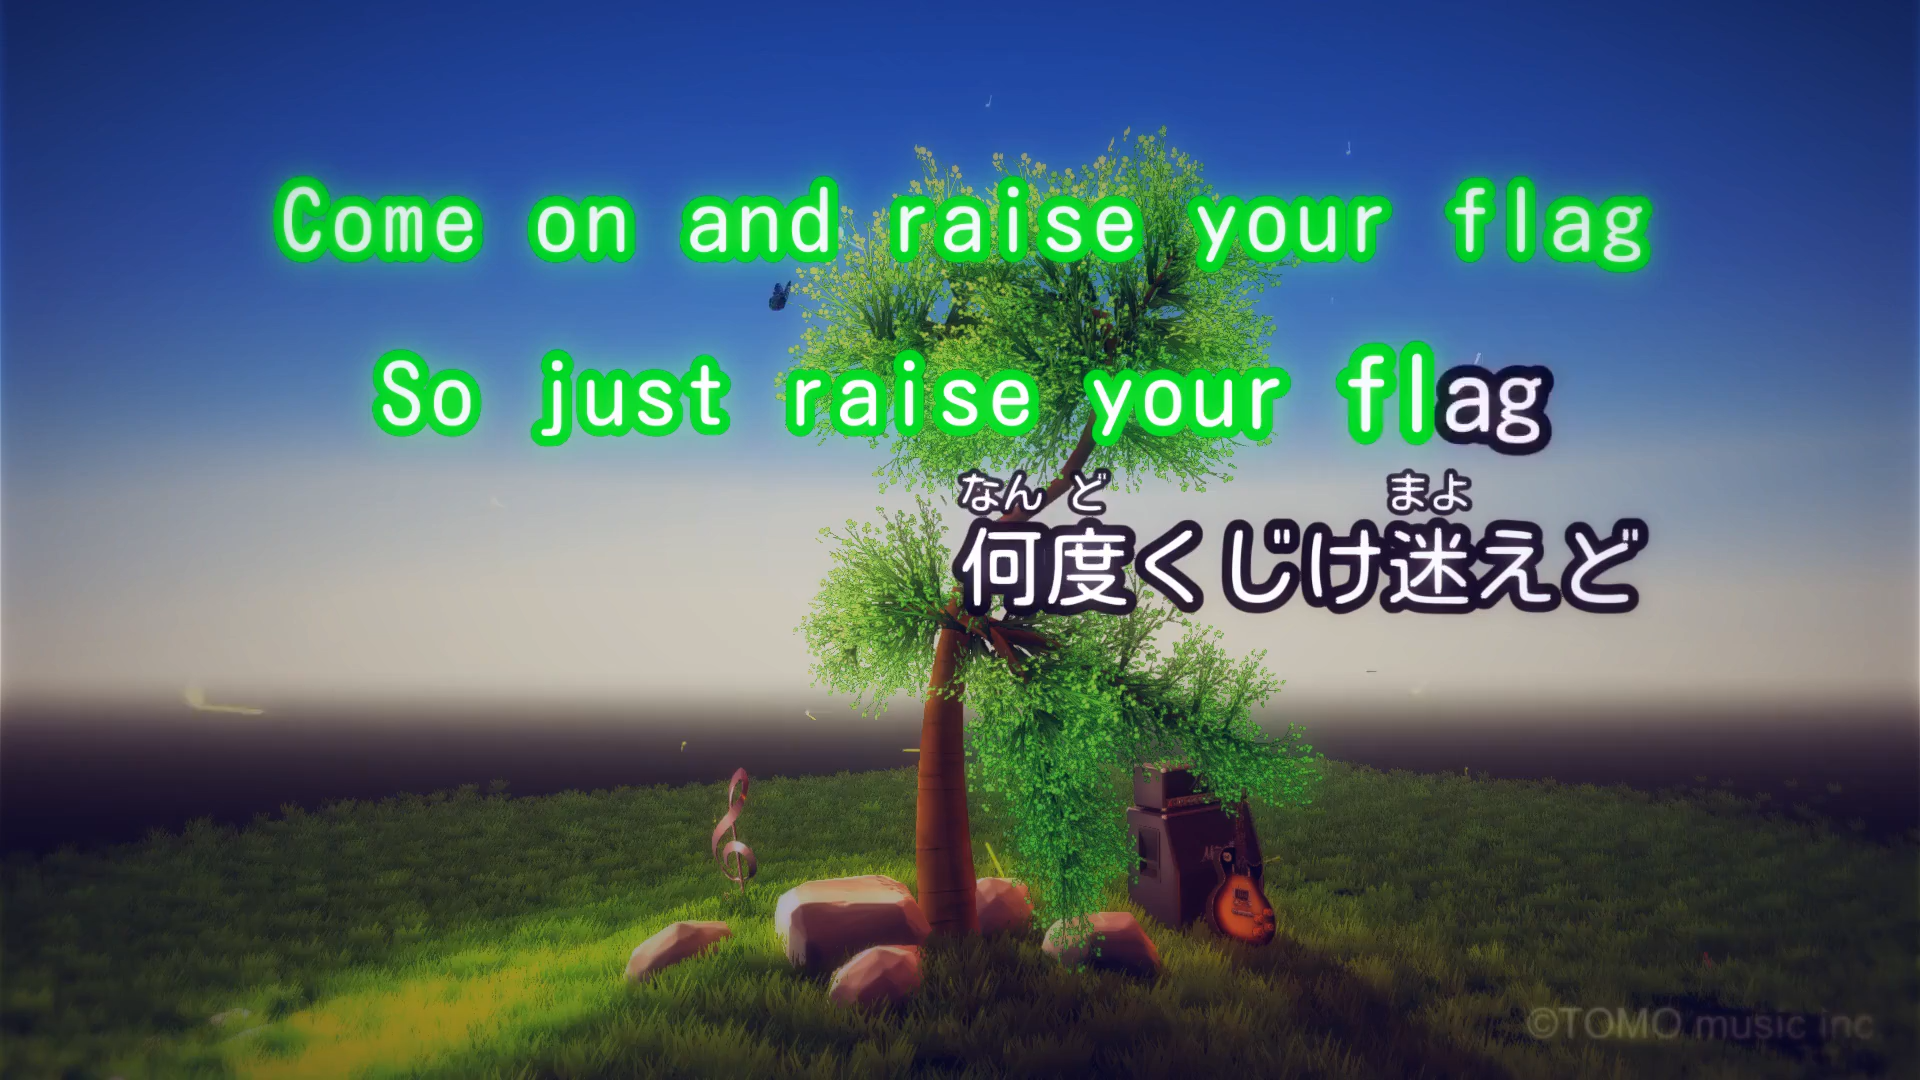 Come on and raise your flag
So just raise your flag
なん ど まよ
何度くじけ迷えど
©TOMO music inc